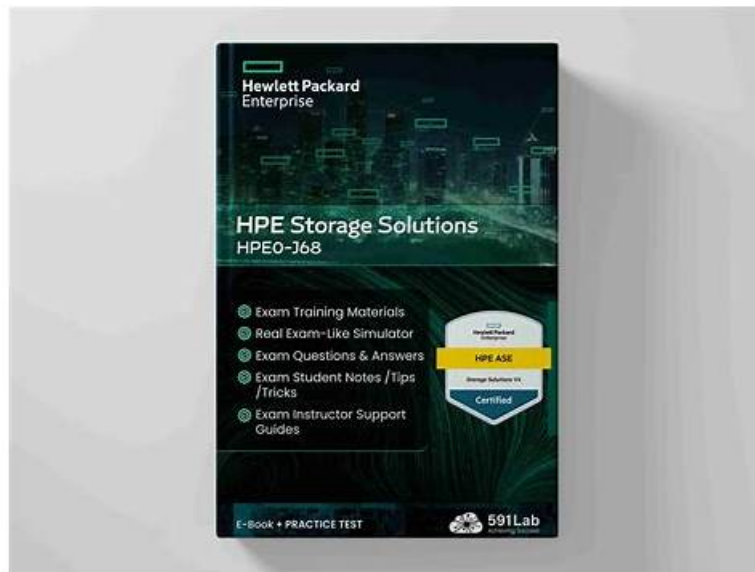 Hewlett Packard
Enterprise
HPE Storage Solutions
HPE0-J68
Exam Training Materials
Real Exam-Like Simulator
Exam Questions & Answers
Exam Student Notes /Tips
/Tricks
Exam Instructor Support
Guides
Hewlett Packard
Enterprise
HPE ASE
Storage Solutions V4
Certified
E-Book + PRACTICE TEST
591Lab
Achieving Success